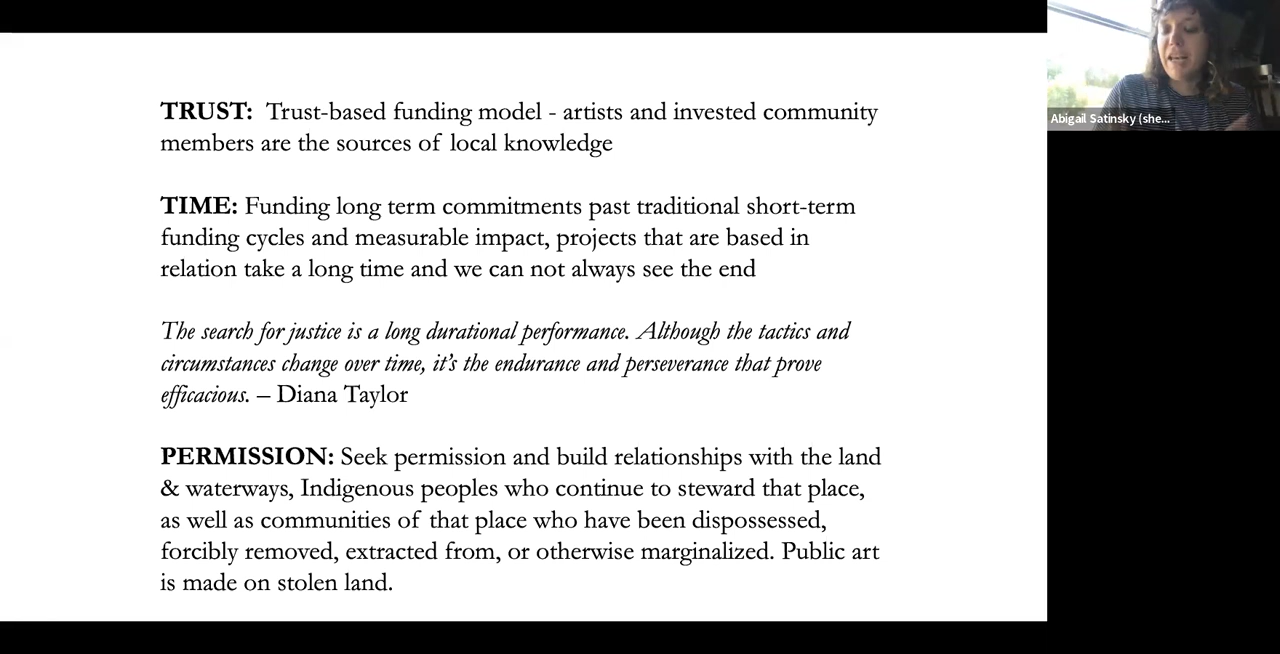 TRUST: Trust-based funding model - artists and invested community
members are the sources of local knowledge
TIME: Funding long term commitments past traditional short-term
funding cycles and measurable impact, projects that are based in
relation take a long time and we can not always see the end
The search for justice is a long durational performance. Although the tactics and
circumstances change over time, it’s the endurance and perseverance that prove
efficacious. – Diana Taylor
PERMISSION: Seek permission and build relationships with the land
& waterways, Indigenous peoples who continue to steward that place,
as well as communities of that place who have been dispossessed,
forcibly removed, extracted from, or otherwise marginalized. Public art
is made on stolen land.
Abigail Satinsky (she...